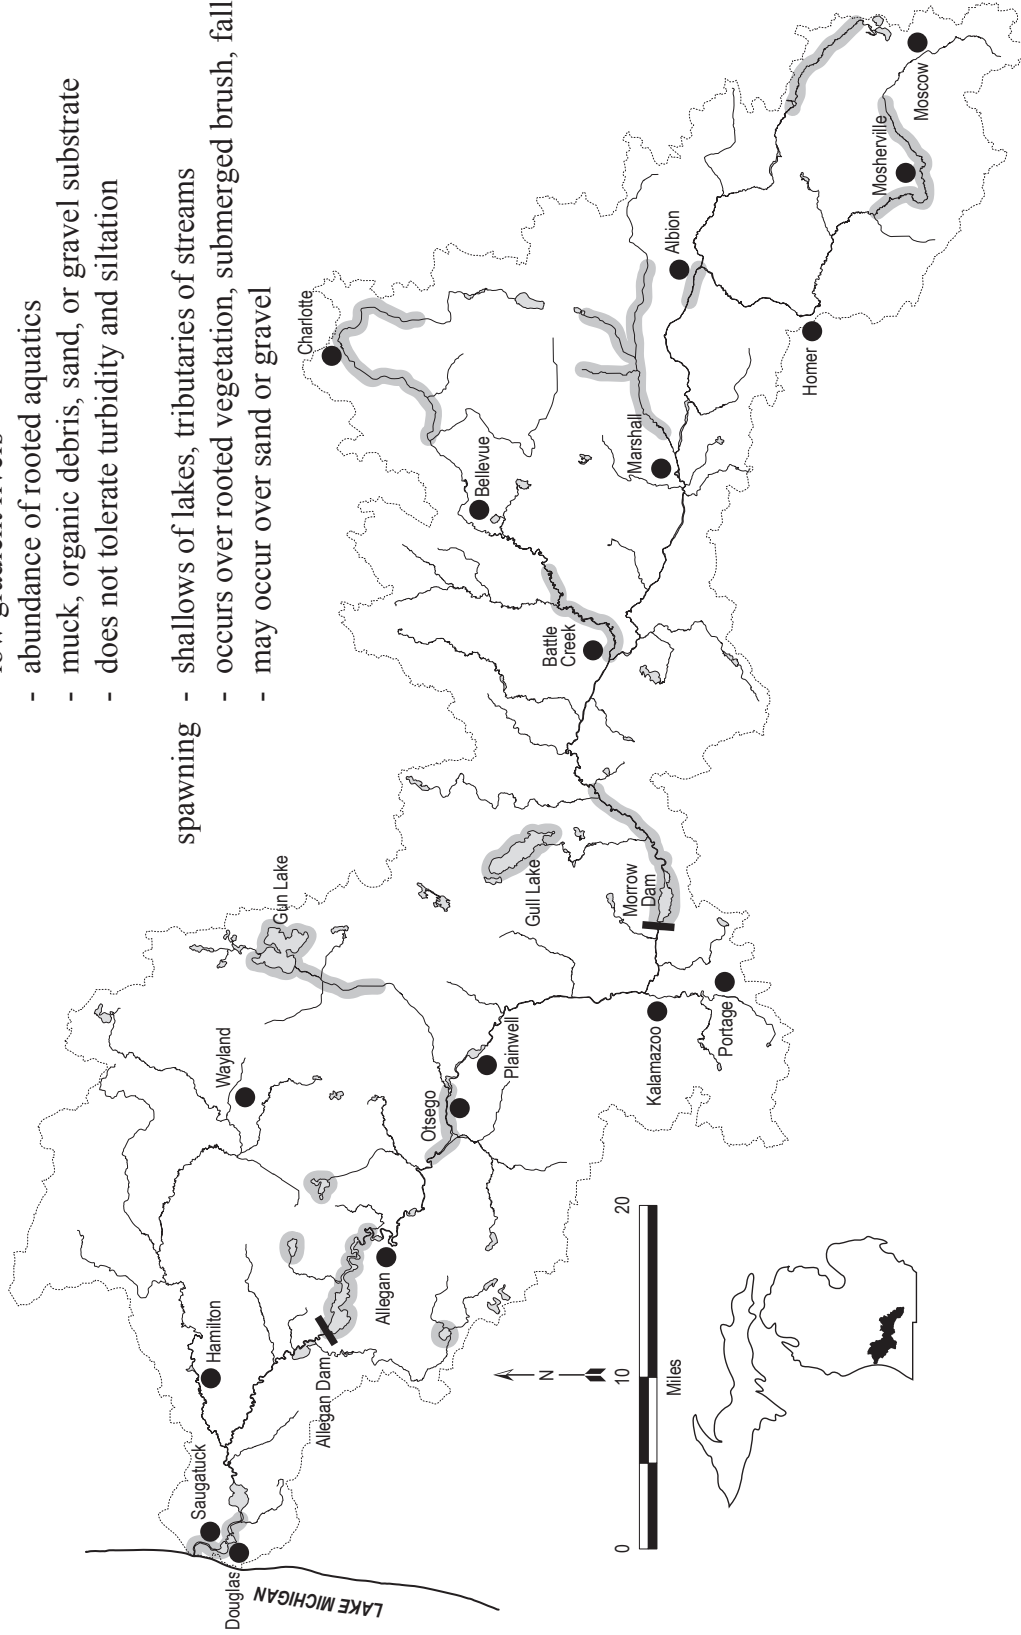 - abundance of rooted aquatics
- muck, organic debris, sand, or gravel substrate
- does not tolerate turbidity and siltation
spawning - shallows of lakes, tributaries of streams
- occurs over rooted vegetation, submerged brush, fall
- may occur over sand or gravel
Charlotte
Bellevue
Battle
Creek
Marshall
Albion
Homer
Mosherville
Moscow
Gun Lake
Gull Lake
Morrow
Dam
Wayland
Plainwell
Otsego
Kalamazoo
Portage
Hamilton
Allegan
Allegan Dam
Saugatuck
Douglas
LAKE MICHIGAN
N
0
10
20
Miles